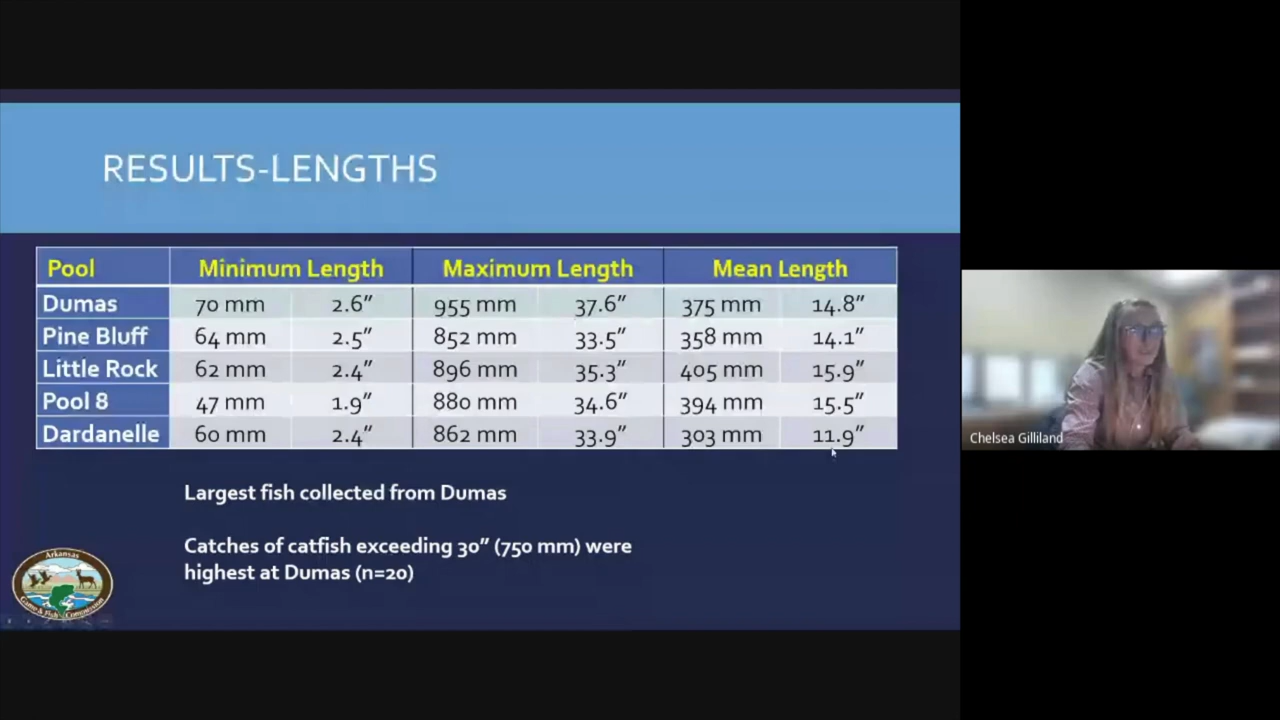 RESULTS-LENGTHS
Pool Minimum Length Maximum Length Mean Length
Dumas 70 mm 2.6" 955 mm 37.6" 375 mm 14.8"
Pine Bluff 64 mm 2.5" 852 mm 33.5" 358 mm 14.1"
Little Rock 62 mm 2.4" 896 mm 35.3" 405 mm 15.9"
Pool 8 47 mm 1.9" 880 mm 34.6" 394 mm 15.5"
Dardanelle 60 mm 2.4" 862 mm 33.9" 303 mm 11.9"
Largest fish collected from Dumas
Catches of catfish exceeding 30" (750 mm) were
highest at Dumas (n=20)
Arkansas
Game & Fish Commission
Chelsea Gilliland